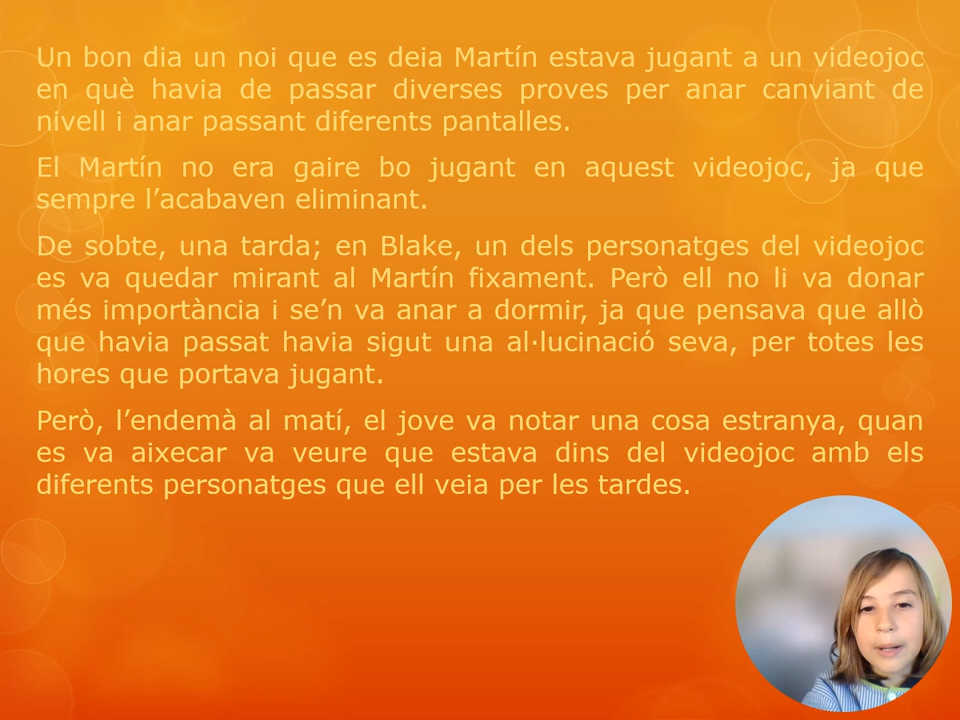 Un bon dia un noi que es deia Martín estava jugant a un videojoc
en què havia de passar diverses proves per anar canviant de
nivell i anar passant diferents pantalles.
El Martín no era gaire bo jugant en aquest videojoc, ja que
sempre l’acabaven eliminant.
De sobte, una tarda; en Blake, un dels personatges del videojoc
es va quedar mirant al Martín fixament. Però ell no li va donar
més importància i se’n va anar a dormir, ja que pensava que allò
que havia passat havia sigut una al·lucinació seva, per totes les
hores que portava jugant.
Però, l’endemà al matí, el jove va notar una cosa estranya, quan
es va aixecar va veure que estava dins del videojoc amb els
diferents personatges que ell veia per les tardes.